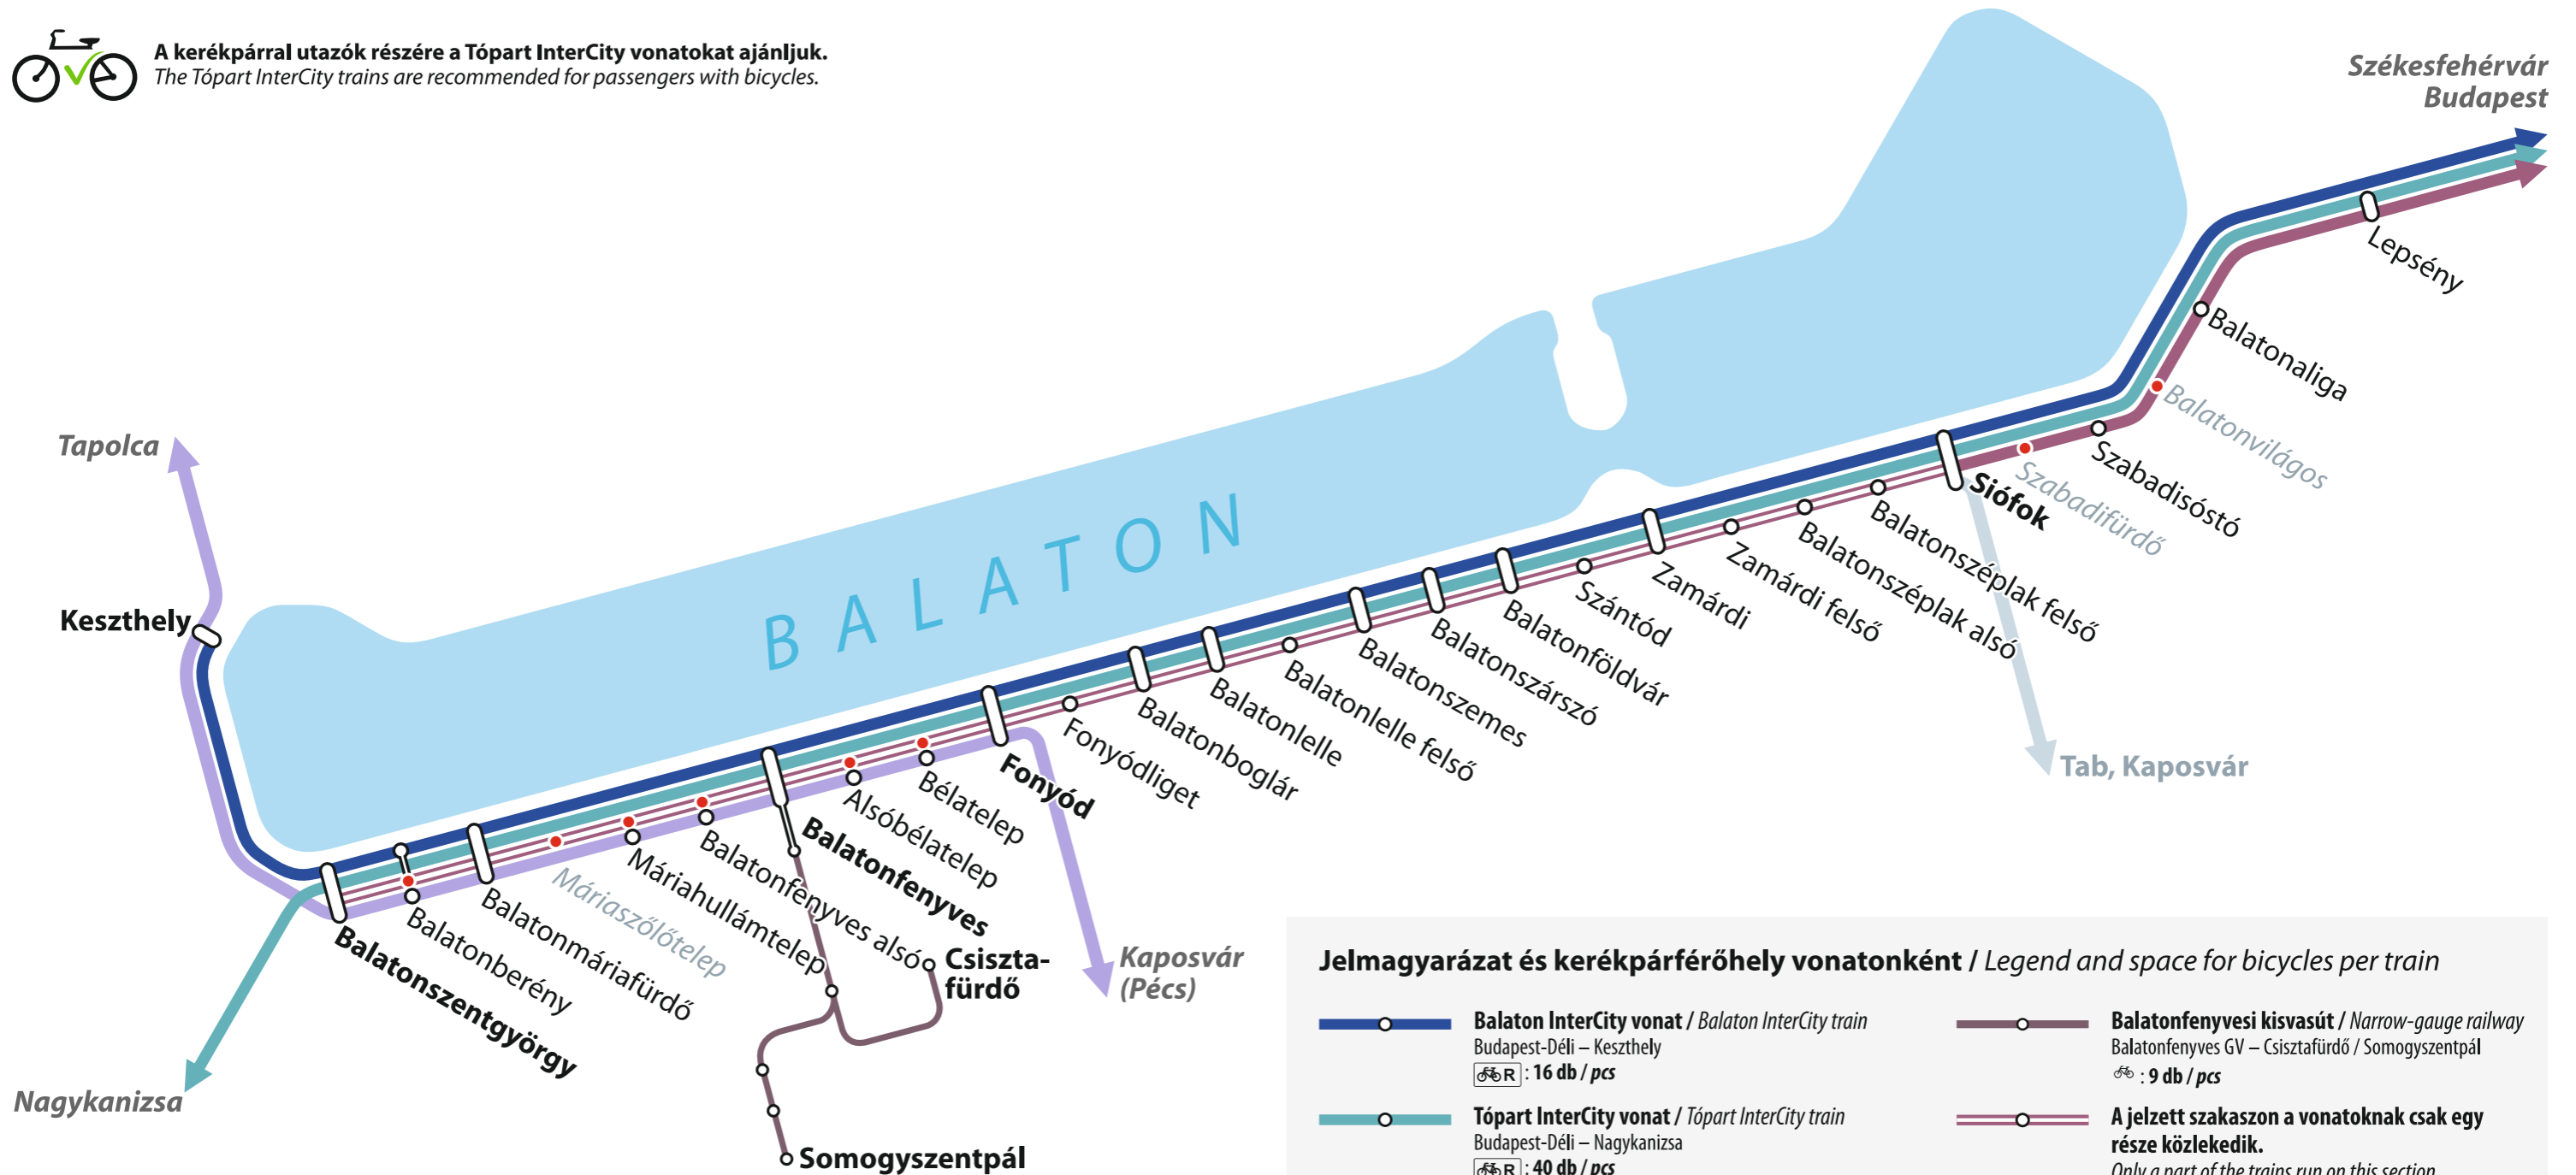 A kerékpárral utazók részére a Tópart InterCity vonatokat ajánljuk.
The Tópart InterCity trains are recommended for passengers with bicycles.
Székesfehérvár
Budapest
Lepsény
Balatonaliga
Balatonvilágos
Szabadisóstó
Szabadifürdő
Siófok
Balatonszéplak felső
Balatonszéplak alsó
Zamárdi felső
Zamárdi
Szántód
Balatonföldvár
Balatonszárszó
Balatonszemes
Balatonlelle felső
Balatonlelle
Balatonboglár
Fonyódliget
Fonyód
Bélatelep
Alsóbélatelep
Balatonfenyves
Balatonfenyves alsó
Máriahullámtelep
Máriaszőlőtelep
Balatonmáriafürdő
Balatonberény
Balatonszentgyörgy
BALATON
Tapolca
Keszthely
Nagykanizsa
Tab, Kaposvár
Kaposvár
(Pécs)
Csiszta-
fürdő
Somogyszentpál
Jelmagyarázat és kerékpárférőhely vonatonként / Legend and space for bicycles per train
Balaton InterCity vonat / Balaton InterCity train
Budapest-Déli – Keszthely
R : 16 db / pcs
Tópart InterCity vonat / Tópart InterCity train
Budapest-Déli – Nagykanizsa
R : 40 db / pcs
Balatonfenyvesi kisvasút / Narrow-gauge railway
Balatonfenyves GV – Csisztafürdő / Somogyszentpál
: 9 db / pcs
A jelzett szakaszon a vonatoknak csak egy
része közlekedik.
Only a part of the trains run on this section